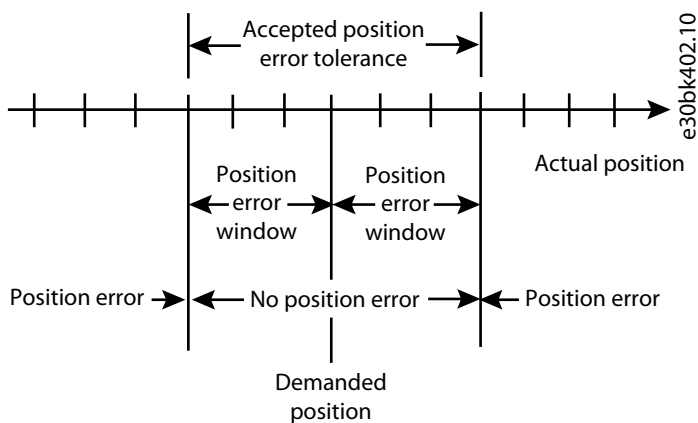 Accepted position
error tolerance
e30bk402.10
Actual position
Position
error
window
Position
error
window
Position error
No position error
Position error
Demanded
position